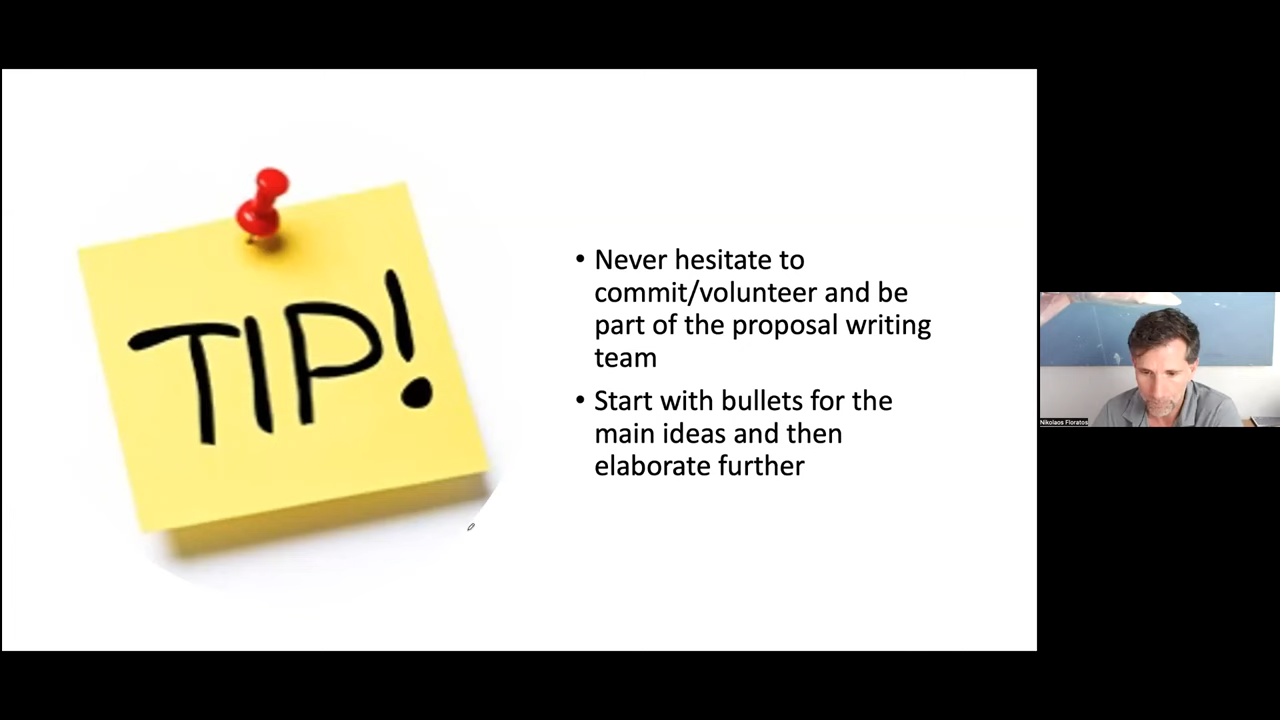 TIP!
• Never hesitate to
commit/volunteer and be
part of the proposal writing
team
• Start with bullets for the
main ideas and then
elaborate further
Nikolaos Floratos